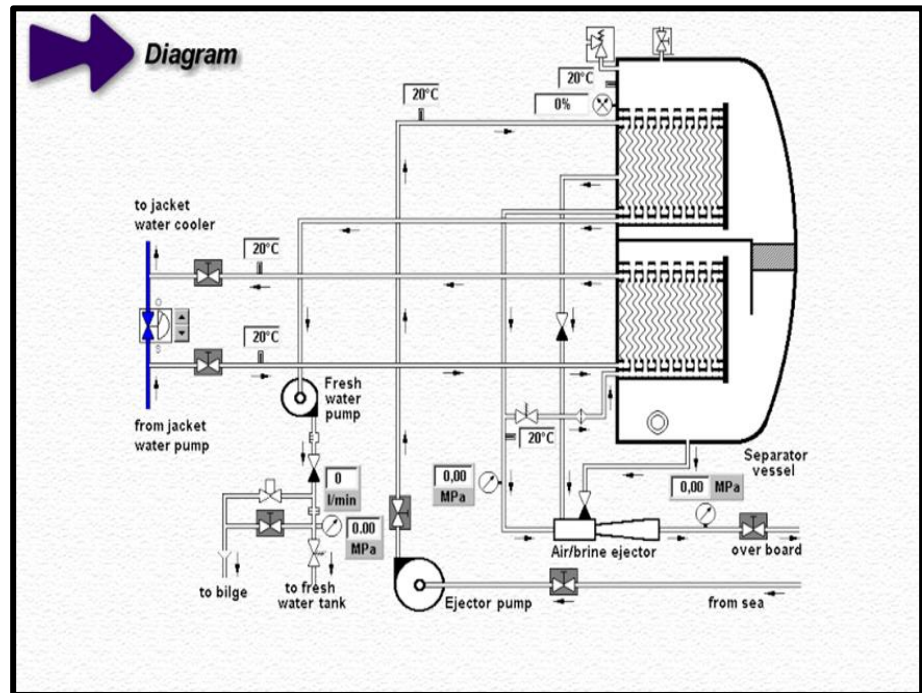 Diagram
20°C
20°C
0%
to jacket
water cooler
20°C
O
S
20°C
from jacket
water pump
Fresh
water
pump
20°C
Separator
vessel
0
l/min
0,00
MPa
0,00 MPa
0.00
MPa
Air/brine ejector
over board
to bilge
to fresh
water tank
Ejector pump
from sea